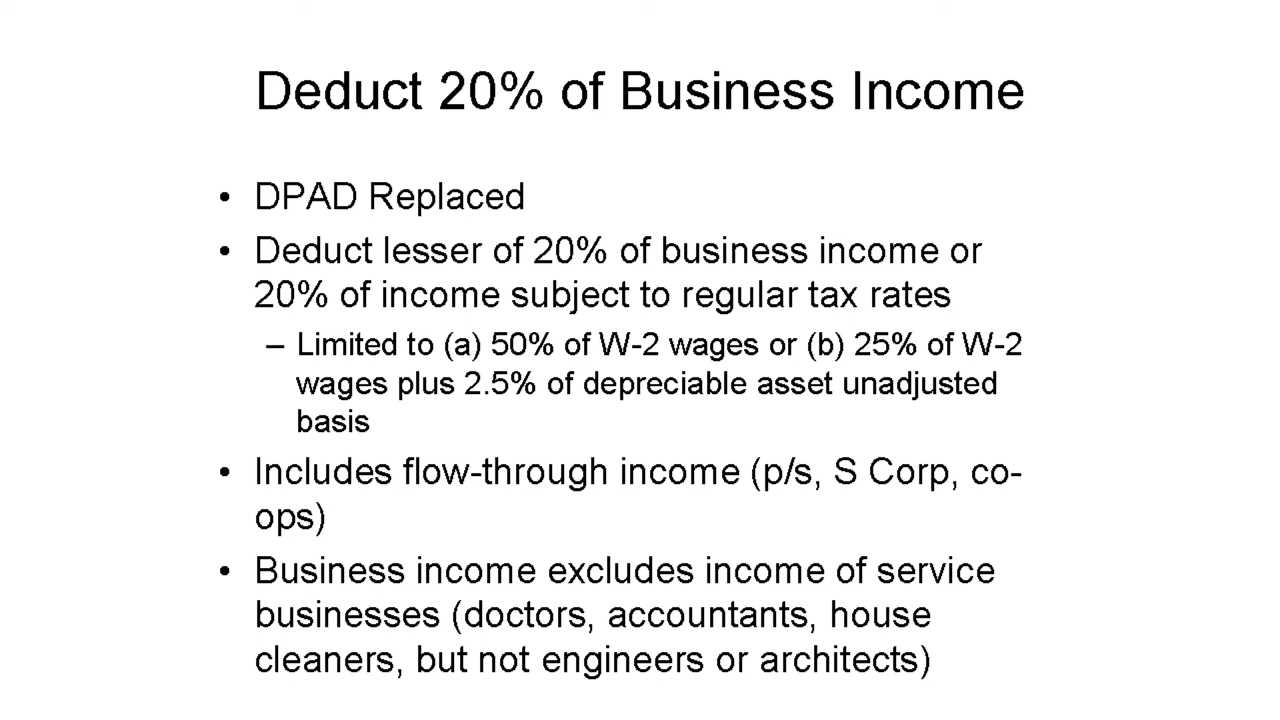 Deduct 20% of Business Income
• DPAD Replaced
• Deduct lesser of 20% of business income or
20% of income subject to regular tax rates
– Limited to (a) 50% of W-2 wages or (b) 25% of W-2
wages plus 2.5% of depreciable asset unadjusted
basis
• Includes flow-through income (p/s, S Corp, co-
ops)
• Business income excludes income of service
businesses (doctors, accountants, house
cleaners, but not engineers or architects)